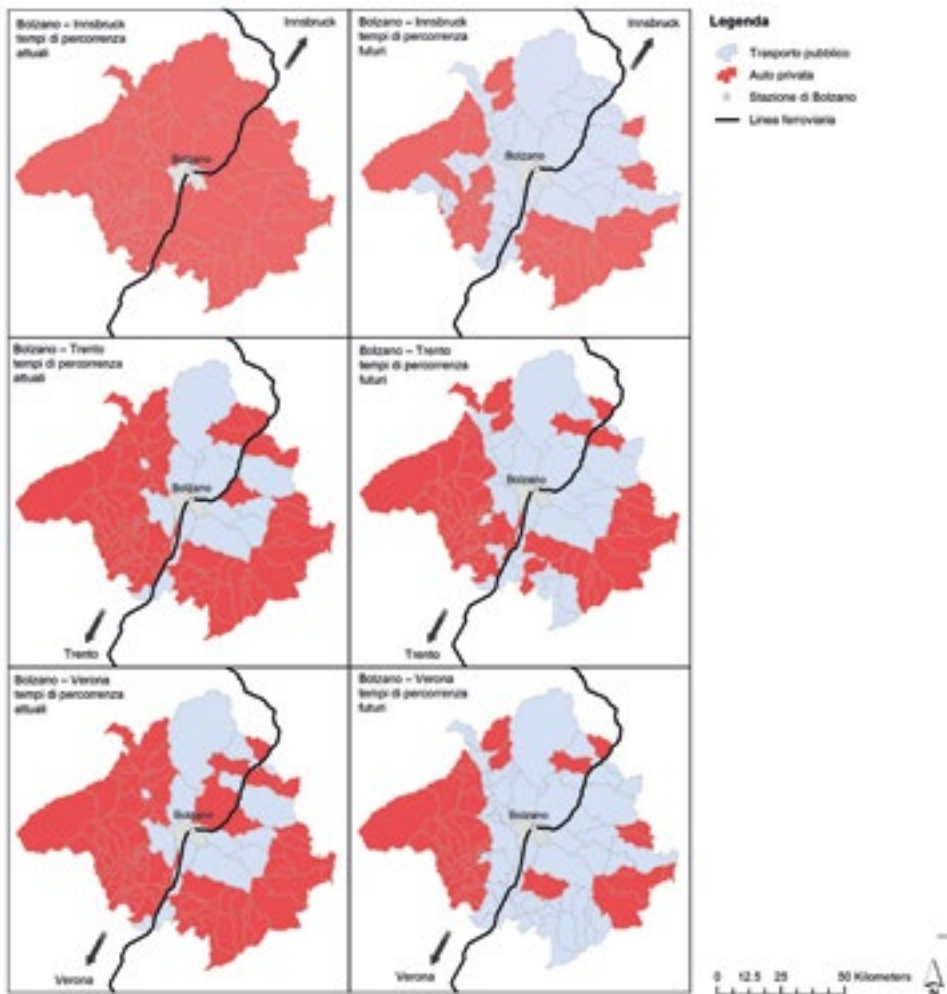 Bolzano – Innsbruck
tempi di percorrenza
attuali
Innsbruck
Bolzano
Bolzano – Innsbruck
tempi di percorrenza
futuri
Innsbruck
Bolzano
Legenda
Trasporto pubblico
Auto privata
Stazione di Bolzano
Linea ferroviaria
Bolzano – Trento
tempi di percorrenza
attuali
Bolzano
Trento
Bolzano – Trento
tempi di percorrenza
futuri
Bolzano
Trento
Bolzano – Verona
tempi di percorrenza
attuali
Bolzano
Verona
Bolzano – Verona
tempi di percorrenza
futuri
Bolzano
Verona
0 12.5 25 50 Kilometers
N